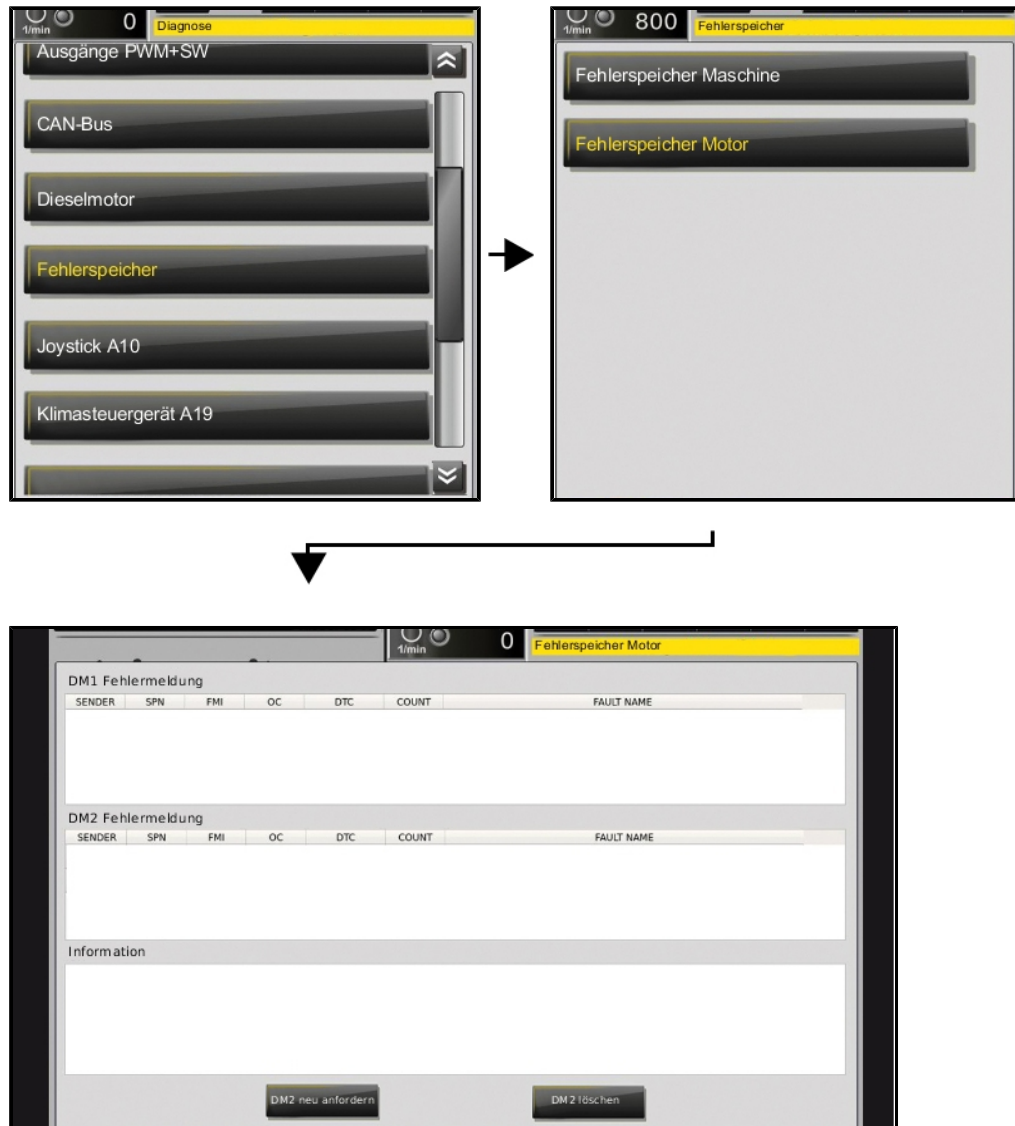 1/min 0 Diagnose
Ausgänge PWM+SW
CAN-Bus
Dieselmotor
Fehlerspeicher
Joystick A10
Klimasteuergerät A19
1/min 800 Fehlerspeicher
Fehlerspeicher Maschine
Fehlerspeicher Motor
1/min 0 Fehlerspeicher Motor
DM1 Fehlermeldung
SENDER SPN FMI OC DTC COUNT FAULT NAME
DM2 Fehlermeldung
SENDER SPN FMI OC DTC COUNT FAULT NAME
Information
DM2 neu anfordern DM2 löschen